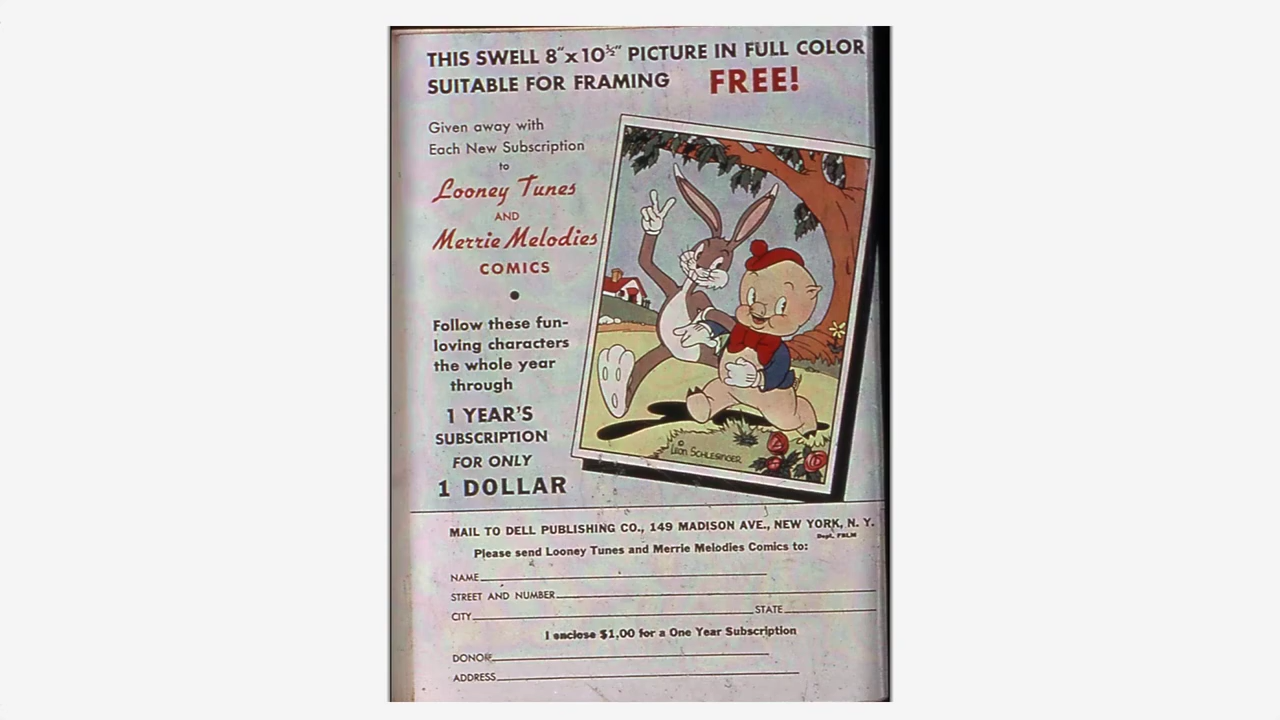 THIS SWELL 8"x10½" PICTURE IN FULL COLOR
SUITABLE FOR FRAMING FREE!
Given away with
Each New Subscription
to
Looney Tunes
AND
Merrie Melodies
COMICS
Follow these fun-
loving characters
the whole year
through
1 YEAR'S
SUBSCRIPTION
FOR ONLY
1 DOLLAR
© LEON SCHLESINGER
MAIL TO DELL PUBLISHING CO., 149 MADISON AVE., NEW YORK, N. Y.
Dept. PBLM
Please send Looney Tunes and Merrie Melodies Comics to:
NAME
STREET AND NUMBER
CITY STATE
I enclose $1.00 for a One Year Subscription
DONOR
ADDRESS